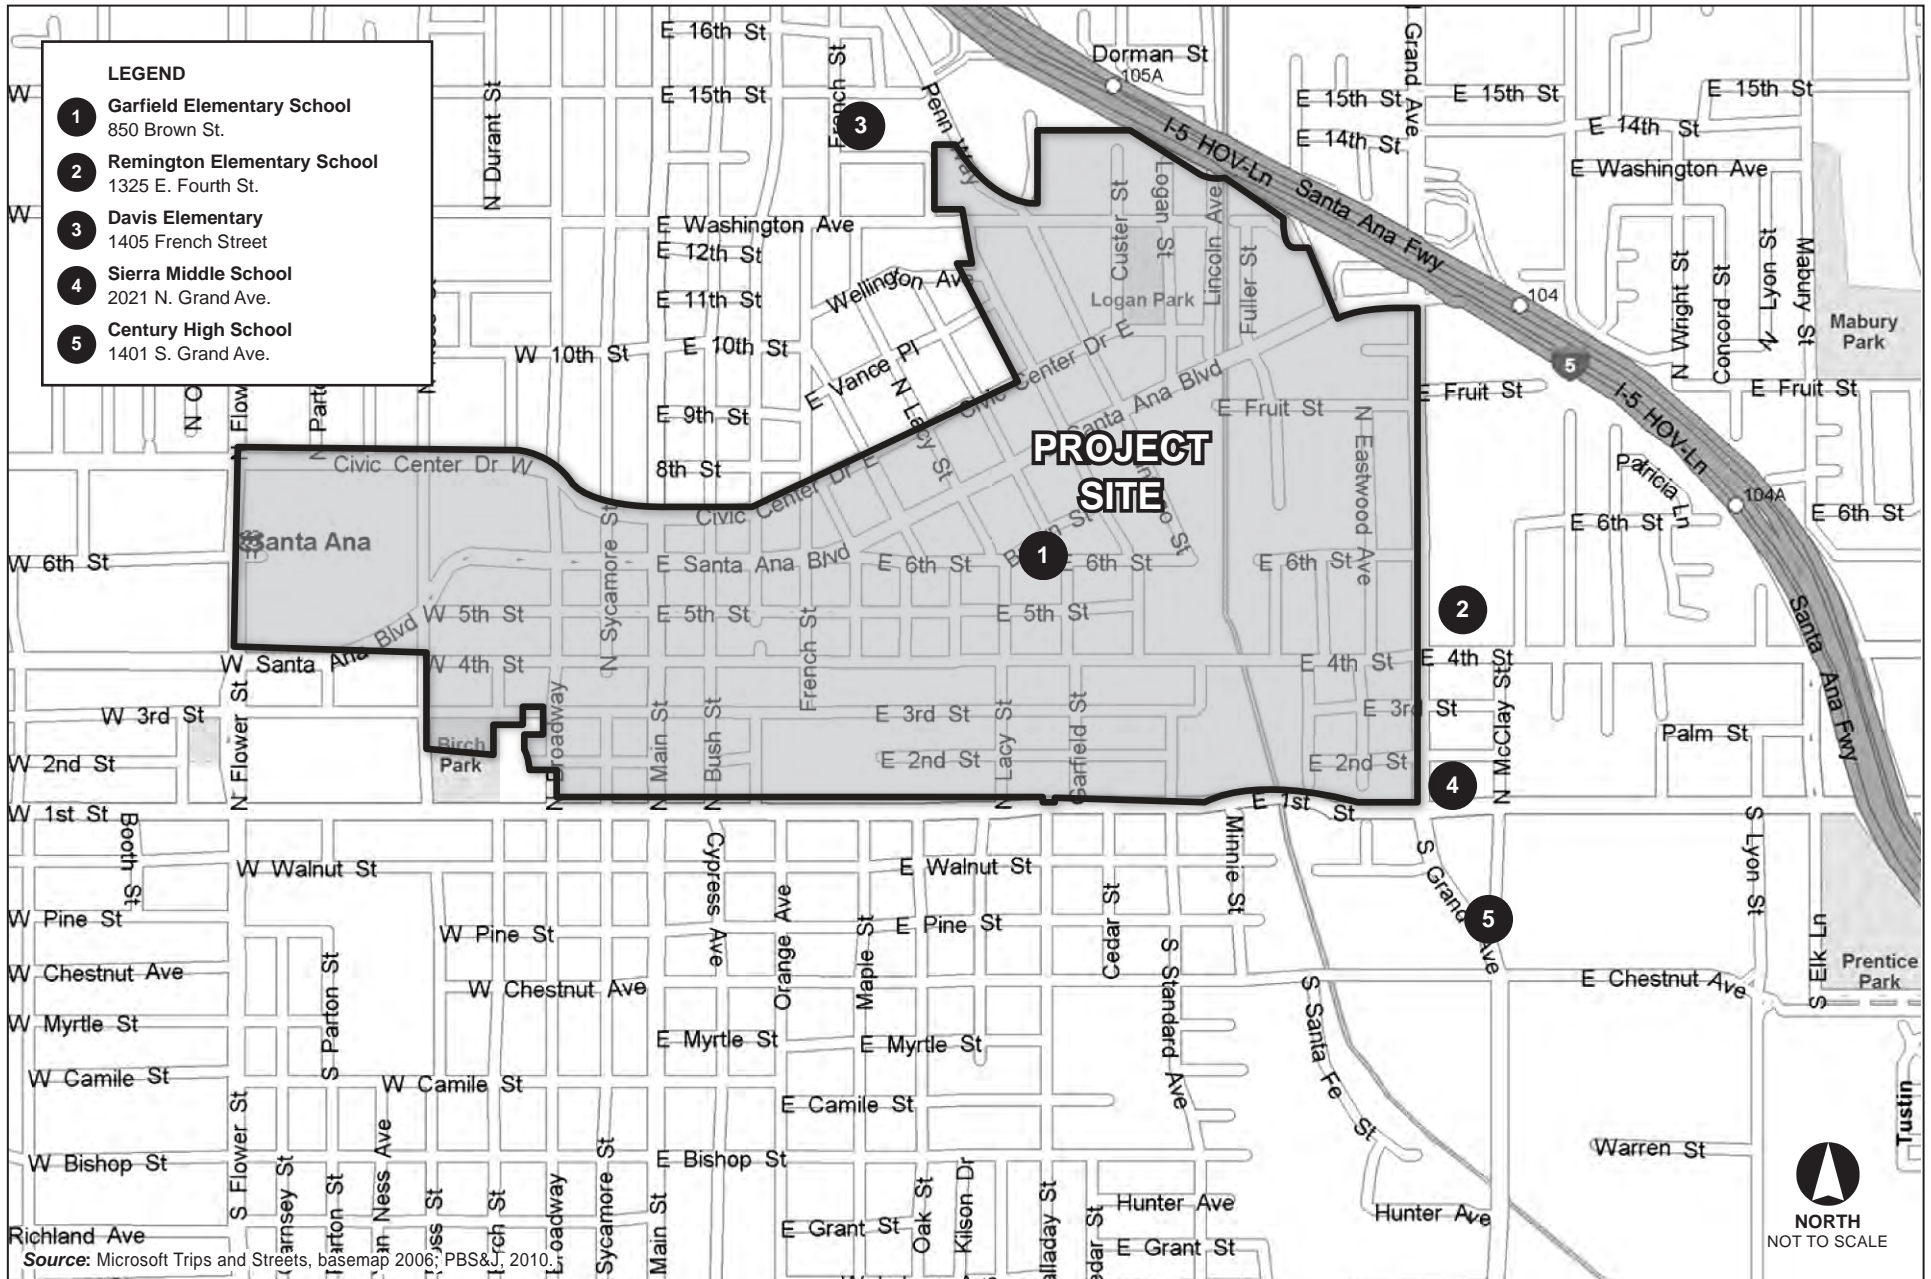 LEGEND
1 Garfield Elementary School
850 Brown St.
2 Remington Elementary School
1325 E. Fourth St.
3 Davis Elementary
1405 French Street
4 Sierra Middle School
2021 N. Grand Ave.
5 Century High School
1401 S. Grand Ave.
E 16th St
E 15th St
French St
3
Penn Way
Dorman St
105A
N Grand Ave
E 15th St
E 15th St
E 15th St
E 14th St
E 14th St
E Washington Ave
I-5 HOV-Ln
Santa Ana Fwy
N Durant St
W
W
E Washington Ave
E 12th St
E 11th St
E 10th St
W 10th St
E 9th St
8th St
Wellington Ave
E Vance Pl
N Lacy St
Custer St
Logan St
Lincoln Ave
Fuller St
Logan Park
Civic Center Dr E
Santa Ana Blvd
E Fruit St
E Fruit St
E Fruit St
N Eastwood Ave
104
5
I-5 HOV-Ln
N Wright St
Concord St
N Lyon St
Mabury St
Mabury
Park
Patricia Ln
104A
E 6th St
E 6th St
Santa Ana Fwy
N O
N Flow
N Parto
Civic Center Dr W
Civic Center Dr E
PROJECT
SITE
Santa Ana
W 6th St
N Sycamore St
E Santa Ana Blvd
E 6th St
1
E 6th St
E 6th St
W 5th St
E 5th St
E 5th St
French St
2
W Santa Ana Blvd
W 4th St
E 4th St
E 4th St
W 3rd St
N Flower St
Broadway
N Main St
N Bush St
E 3rd St
N Lacy St
Garfield St
E 3rd St
N McClay St
Palm St
Birch
Park
W 2nd St
E 2nd St
E 2nd St
4
W 1st St
E 1st St
Booth St
W Walnut St
Cypress Ave
Orange Ave
Maple St
E Walnut St
Cedar St
Minnie St
S Grand Ave
5
S Lyon St
S Elk Ln
W Pine St
W Pine St
E Pine St
S Standard Ave
W Chestnut Ave
W Chestnut Ave
E Chestnut Ave
Prentice
Park
W Myrtle St
S Parton St
E Myrtle St
E Myrtle St
S Santa Fe St
W Camile St
W Camile St
E Camile St
Tustin
S Flower St
W Bishop St
E Bishop St
Warren St
Sycamore St
Main St
Oak St
Kilson Dr
Hunter Ave
Hunter Ave
Richland Ave
E Grant St
E Grant St
NORTH
NOT TO SCALE
Source: Microsoft Trips and Streets, basemap 2006; PBS&J, 2010.